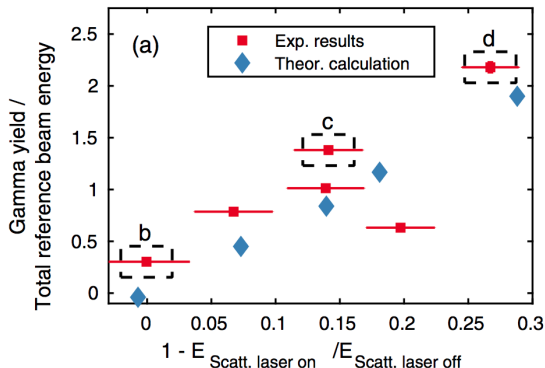 (a)
Exp. results
Theor. calculation
b
c
d
Gamma yield /
Total reference beam energy
2.5
2
1.5
1
0.5
0
0
0.05
0.1
0.15
0.2
0.25
0.3
1 - E Scatt. laser on /E Scatt. laser off